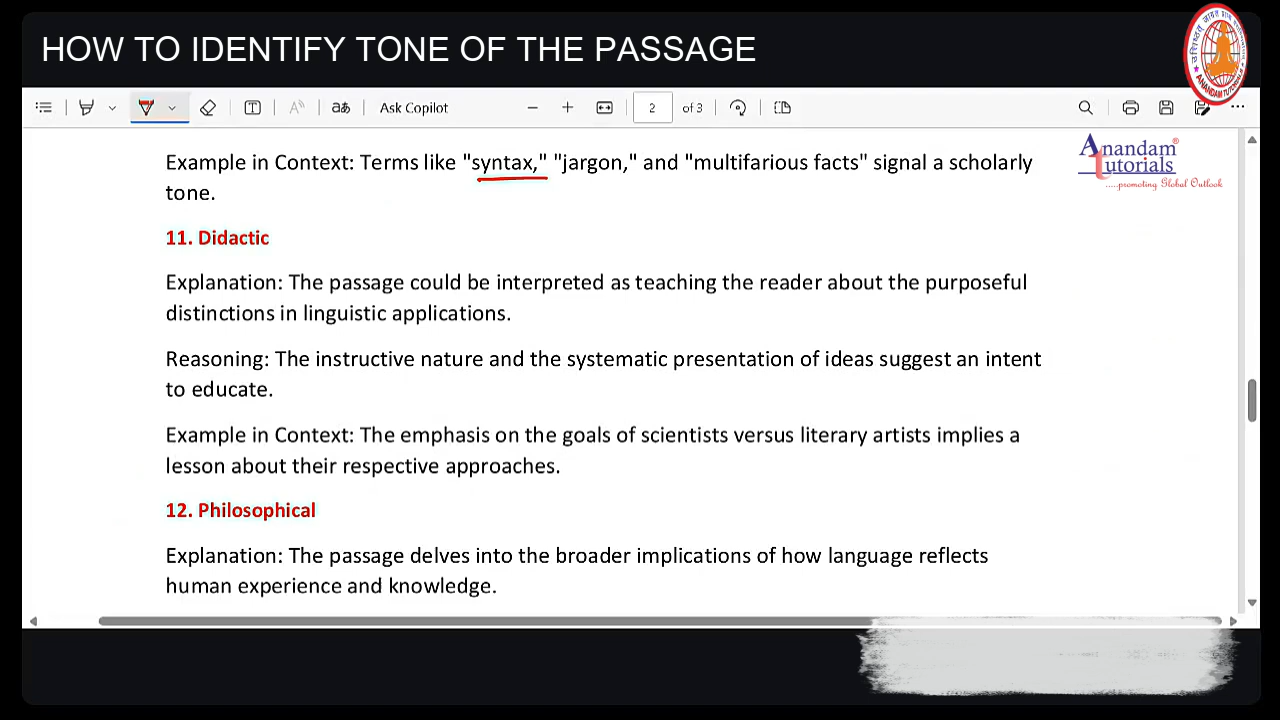 HOW TO IDENTIFY TONE OF THE PASSAGE
Ask Copilot
2 of 3
Anandam Tutorials
.....promoting Global Outlook
Example in Context: Terms like "syntax," "jargon," and "multifarious facts" signal a scholarly
tone.
11. Didactic
Explanation: The passage could be interpreted as teaching the reader about the purposeful
distinctions in linguistic applications.
Reasoning: The instructive nature and the systematic presentation of ideas suggest an intent
to educate.
Example in Context: The emphasis on the goals of scientists versus literary artists implies a
lesson about their respective approaches.
12. Philosophical
Explanation: The passage delves into the broader implications of how language reflects
human experience and knowledge.